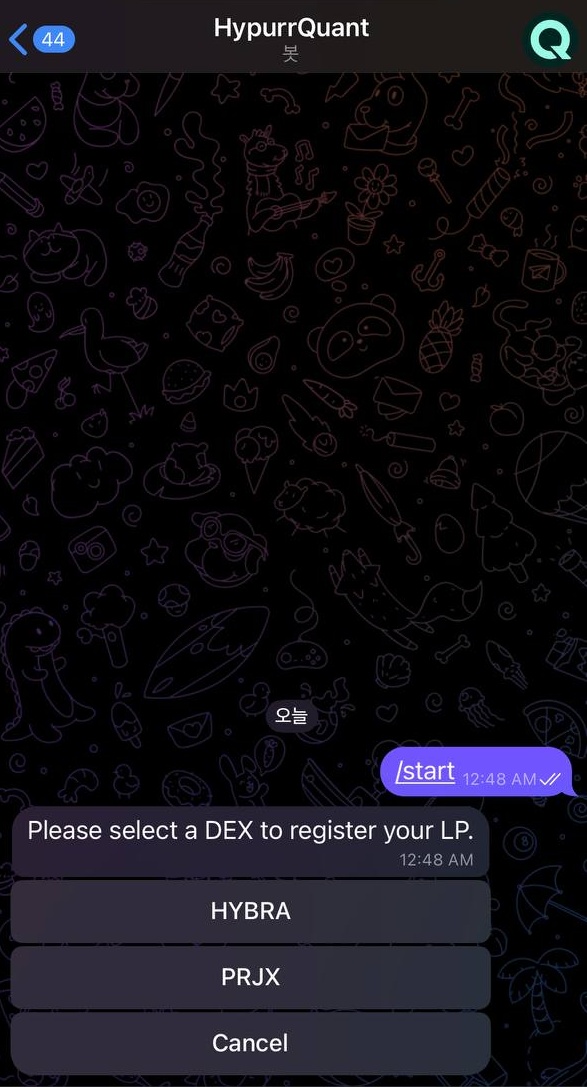 44
HypurrQuant
봇
오늘
/start 12:48 AM
Please select a DEX to register your LP.
12:48 AM
HYBRA
PRJX
Cancel